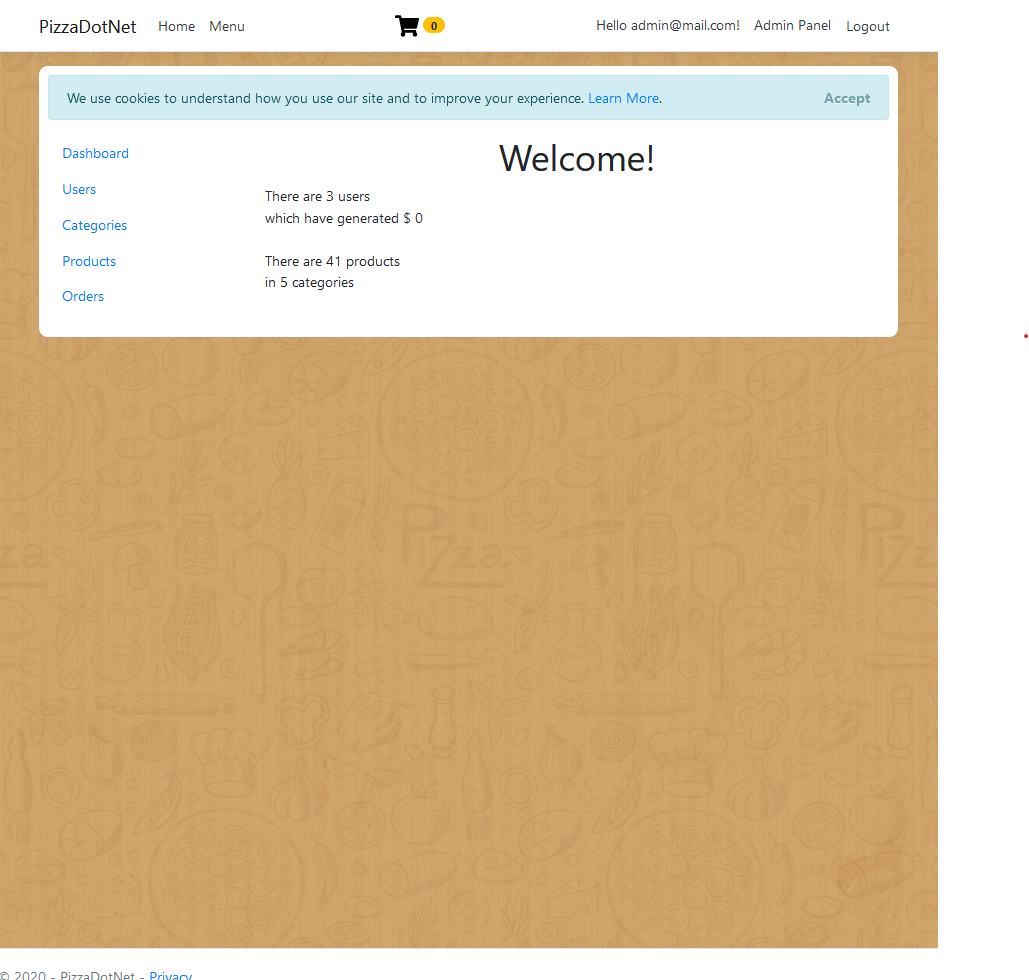 PizzaDotNet Home Menu 0 Hello admin@mail.com! Admin Panel Logout
We use cookies to understand how you use our site and to improve your experience. Learn More. Accept
Dashboard
Users
Categories
Products
Orders
Welcome!
There are 3 users
which have generated $ 0
There are 41 products
in 5 categories
Pizza
Pizza
© 2020 - PizzaDotNet - Privacy